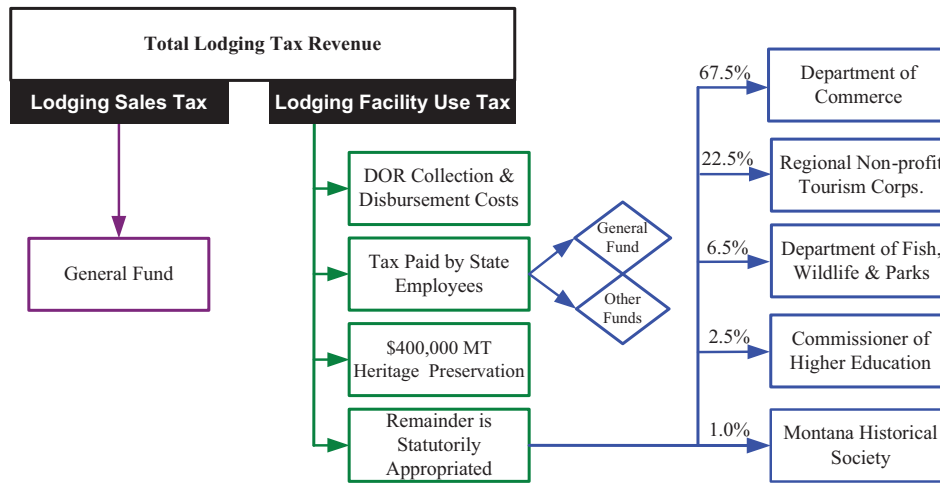 Total Lodging Tax Revenue
Lodging Sales Tax
Lodging Facility Use Tax
General Fund
DOR Collection &
Disbursement Costs
Tax Paid by State
Employees
General
Fund
Other
Funds
$400,000 MT
Heritage Preservation
Remainder is
Statutorily
Appropriated
67.5%
Department of
Commerce
22.5%
Regional Non-profit
Tourism Corps.
6.5%
Department of Fish,
Wildlife & Parks
2.5%
Commissioner of
Higher Education
1.0%
Montana Historical
Society